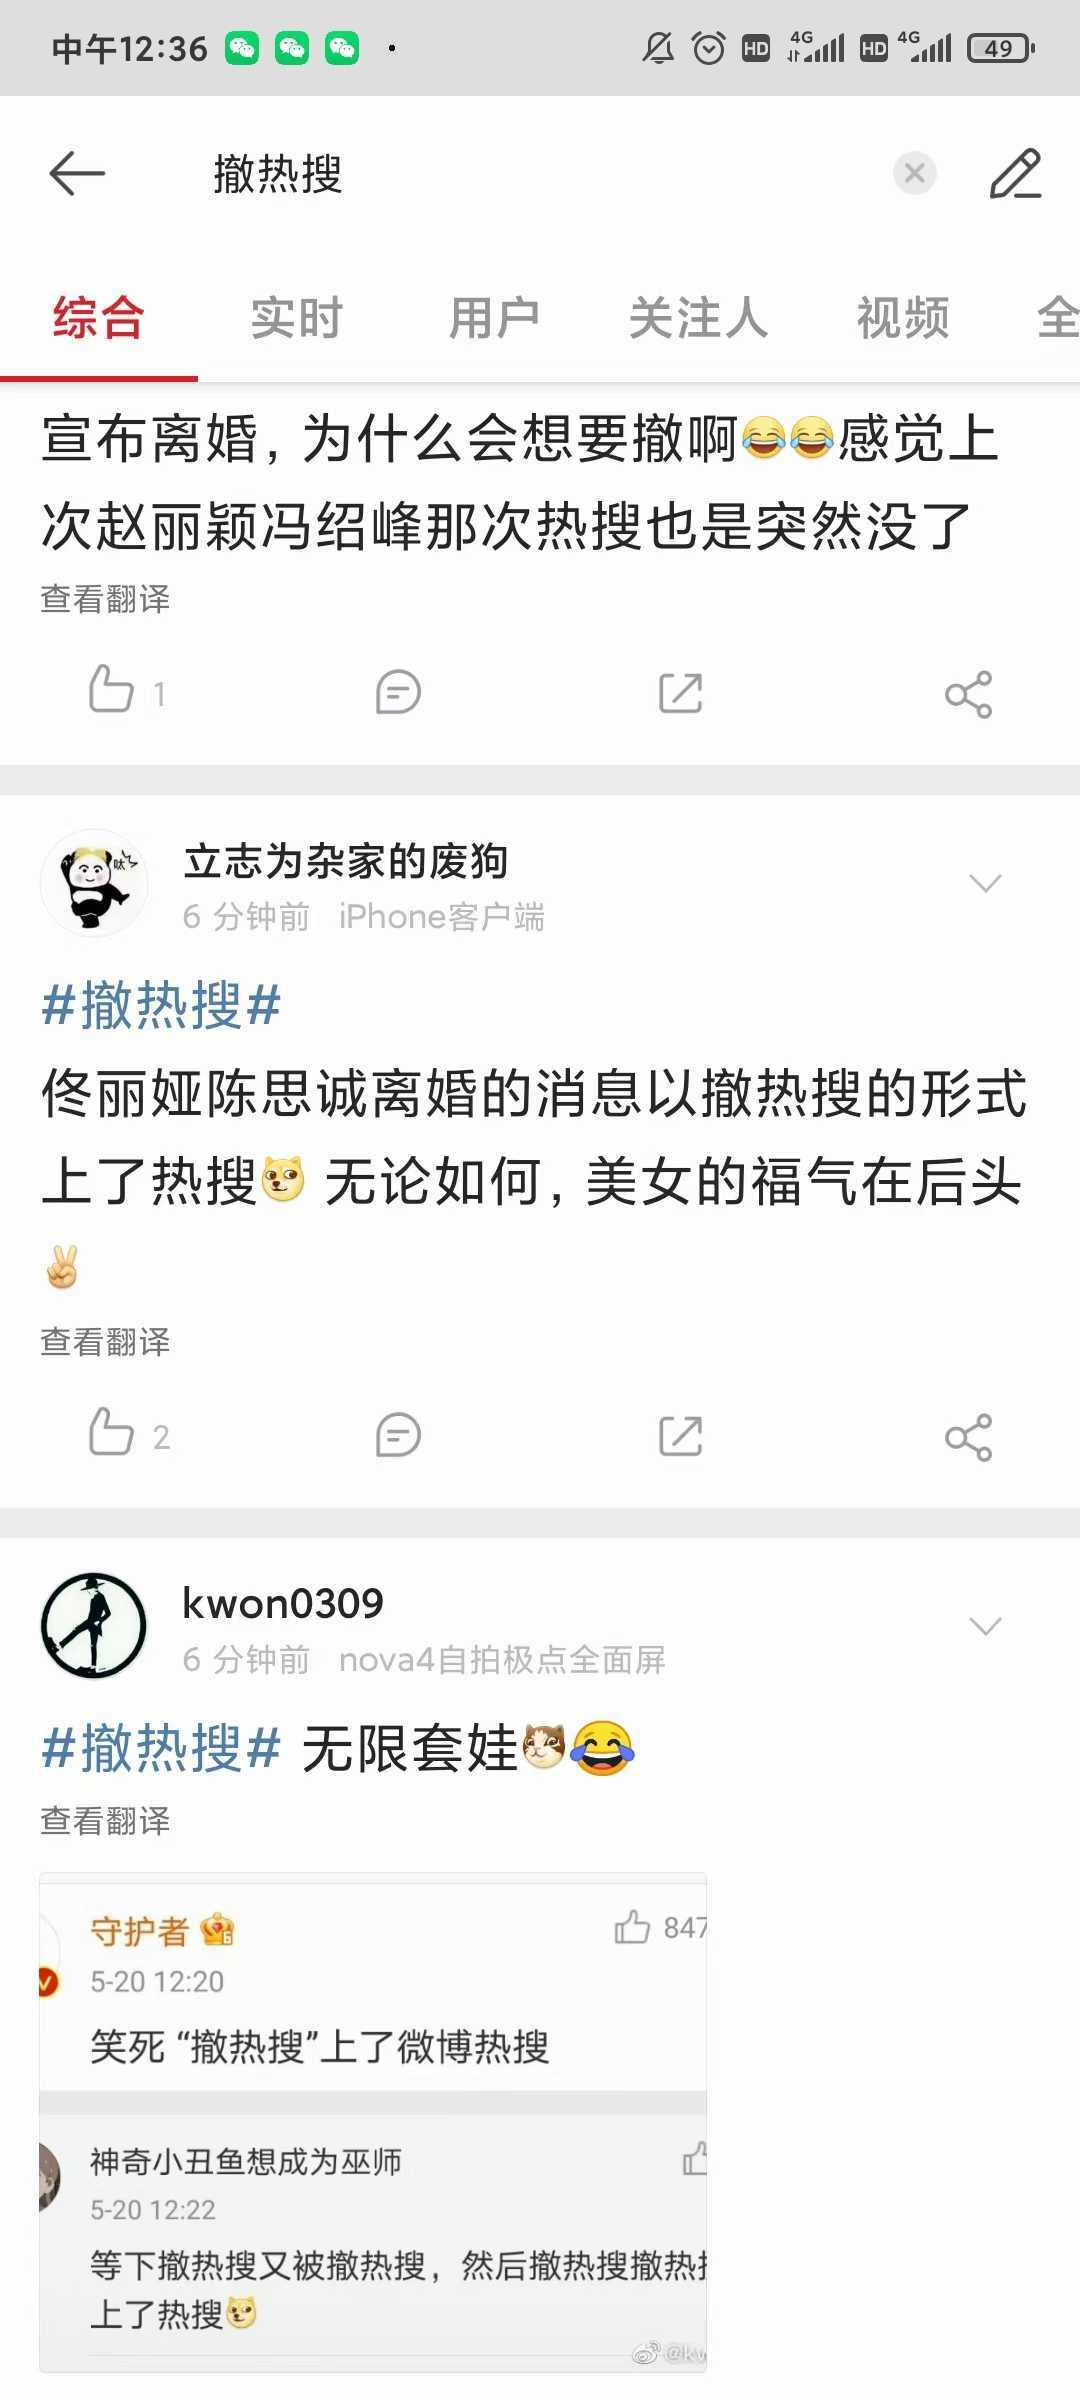 中午12:36
HD 4G HD 4G 49
撤热搜
综合 实时 用户 关注人 视频 全
宣布离婚，为什么会想要撤啊😂😂感觉上
次赵丽颖冯绍峰那次热搜也是突然没了
查看翻译
1
呔
立志为杂家的废狗
6 分钟前 iPhone客户端
#撤热搜#
佟丽娅陈思诚离婚的消息以撤热搜的形式
上了热搜 无论如何，美女的福气在后头
✌🏻
查看翻译
2
kwon0309
6 分钟前 nova4自拍极点全面屏
#撤热搜# 无限套娃😂
查看翻译
守护者 847
5-20 12:20
笑死 “撤热搜”上了微博热搜
神奇小丑鱼想成为巫师
5-20 12:22
等下撤热搜又被撤热搜，然后撤热搜撤热
上了热搜
@kw